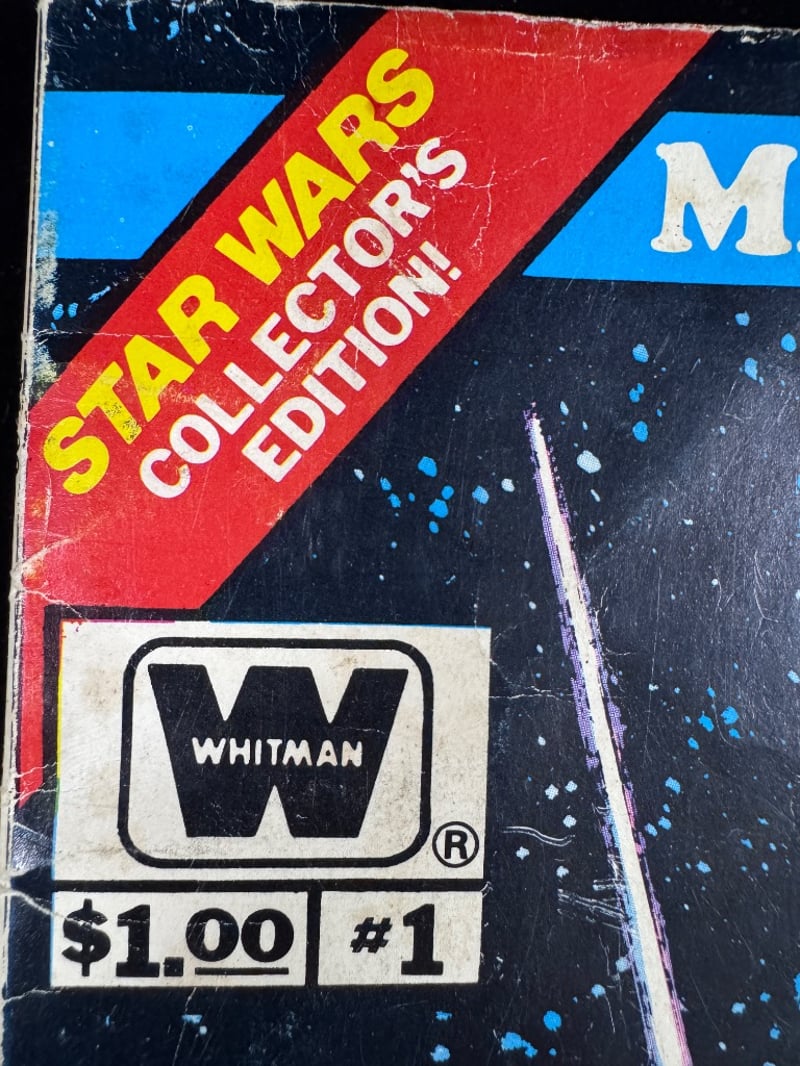 STAR WARS
COLLECTOR'S
EDITION!
M
WHITMAN
®
$1.00
#1